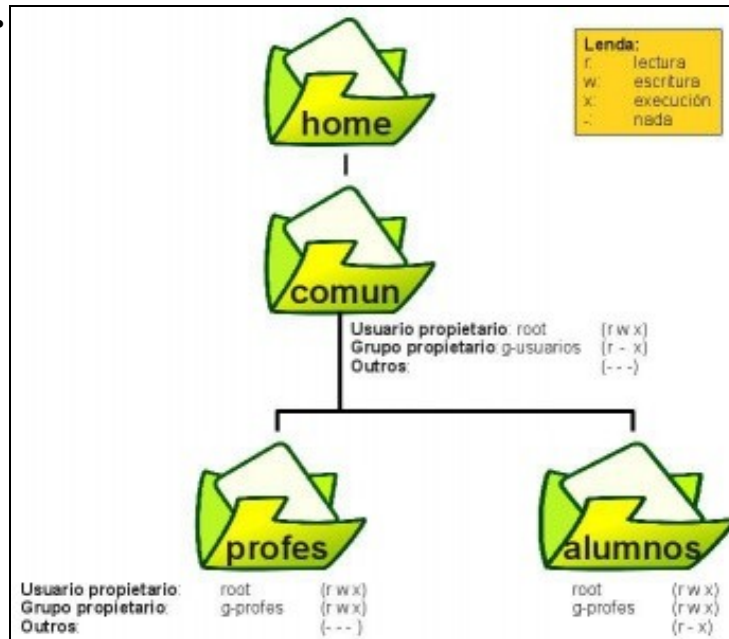 Lenda:
r: lectura
w: escritura
x: execución
-: nada
home
comun
Usuario propietario: root (r w x)
Grupo propietario: g-usuarios (r - x)
Outros: (- - -)
profes
alumnos
Usuario propietario: root (r w x) root (r w x)
Grupo propietario: g-profes (r w x) g-profes (r w x)
Outros: (- - - ) (r - x)